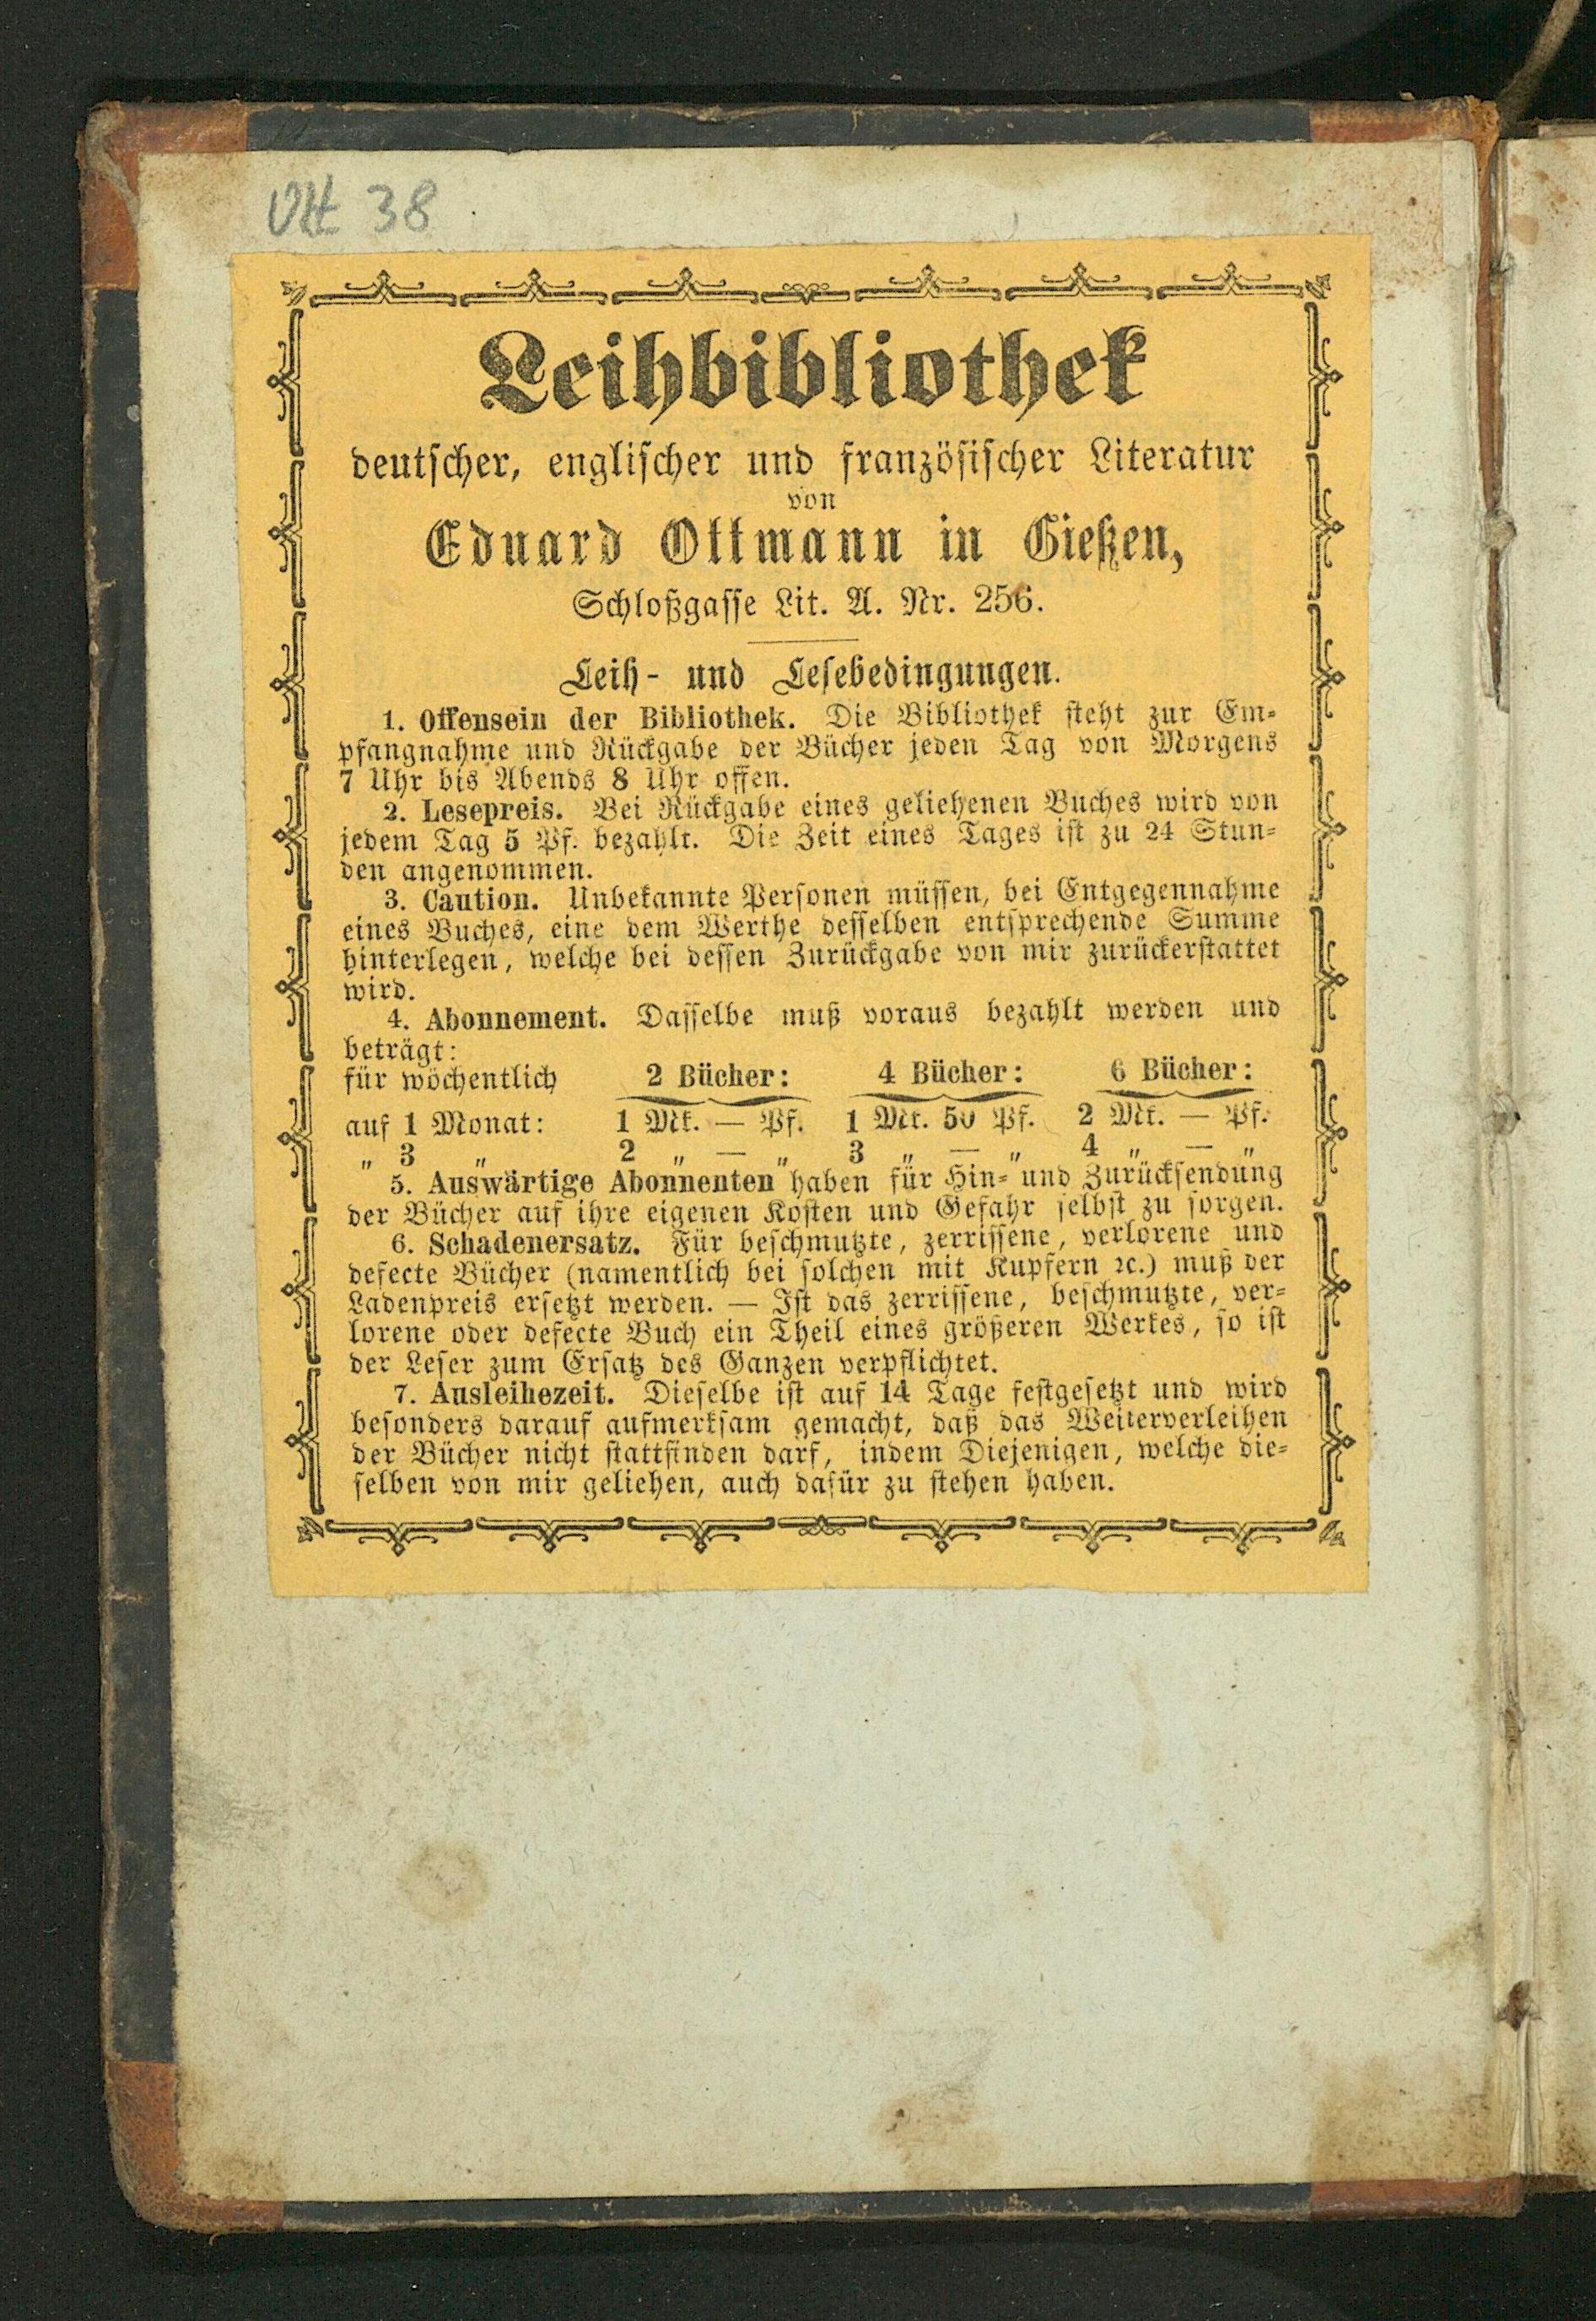 VH 38
Leihbibliothek
deutscher, englischer und französischer Literatur
von
Eduard Ottmann in Gießen,
Schloßgasse Lit. A. Nr. 256.
Leih- und Lesebedingungen.
1. Offensein der Bibliothek. Die Bibliothek steht zur Em-
pfangnahme und Rückgabe der Bücher jeden Tag von Morgens
7 Uhr bis Abends 8 Uhr offen.
2. Lesepreis. Bei Rückgabe eines geliehenen Buches wird von
jedem Tag 5 Pf. bezahlt. Die Zeit eines Tages ist zu 24 Stun-
den angenommen.
3. Caution. Unbekannte Personen müssen, bei Entgegennahme
eines Buches, eine dem Werthe desselben entsprechende Summe
hinterlegen, welche bei dessen Zurückgabe von mir zurückerstattet
wird.
4. Abonnement. Dasselbe muß voraus bezahlt werden und
beträgt:
für wöchentlich 2 Bücher: 4 Bücher: 6 Bücher:
auf 1 Monat: 1 Mk. — Pf. 1 Mk. 50 Pf. 2 Mk. — Pf.
„ 3 „ 2 „ — „ 3 „ — „ 4 „ — „
5. Auswärtige Abonnenten haben für Hin- und Zurücksendung
der Bücher auf ihre eigenen Kosten und Gefahr selbst zu sorgen.
6. Schadenersatz. Für beschmutzte, zerrissene, verlorene und
defecte Bücher (namentlich bei solchen mit Kupfern ꝛc.) muß der
Ladenpreis ersetzt werden. — Ist das zerrissene, beschmutzte, ver-
lorene oder defecte Buch ein Theil eines größeren Werkes, so ist
der Leser zum Ersatz des Ganzen verpflichtet.
7. Ausleihezeit. Dieselbe ist auf 14 Tage festgesetzt und wird
besonders darauf aufmerksam gemacht, daß das Weiterverleihen
der Bücher nicht stattfinden darf, indem Diejenigen, welche die-
selben von mir geliehen, auch dafür zu stehen haben.